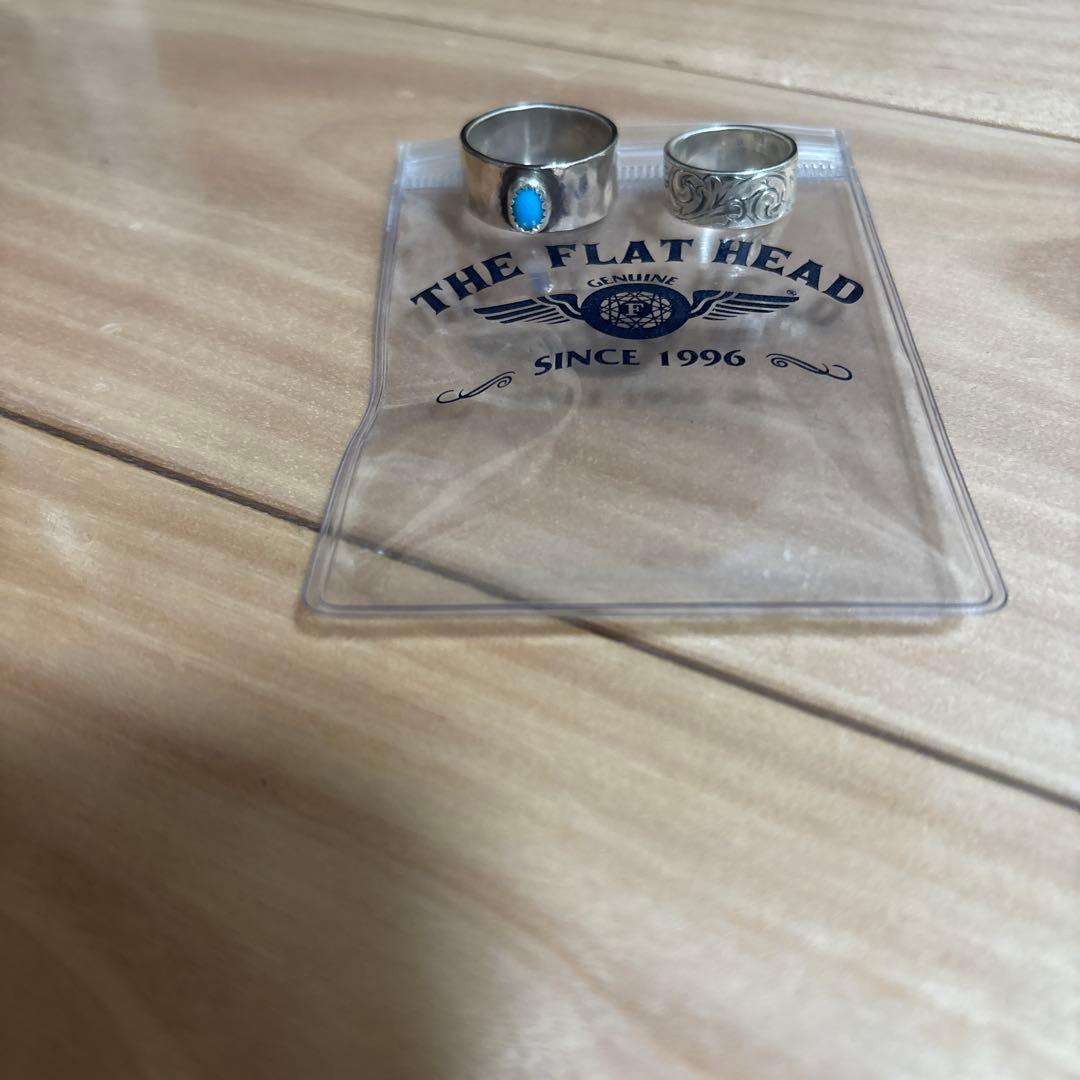 THE FLAT HEAD
GENUINE
F
®
SINCE 1996